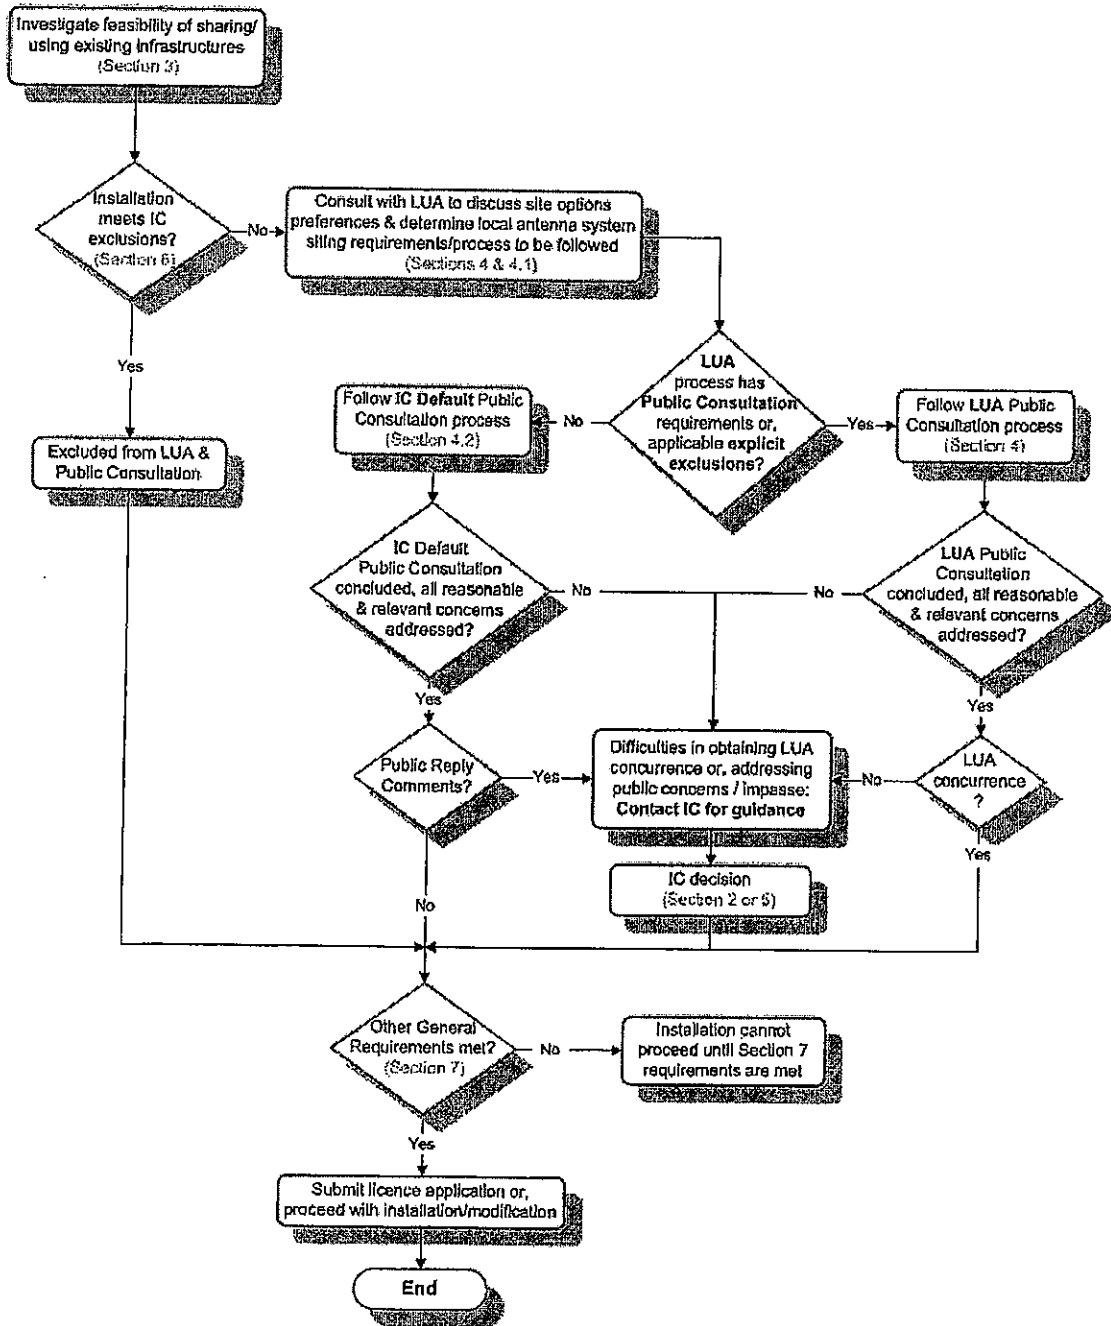 Investigate feasibility of sharing/
using existing infrastructures
(Section 3)
Installation
meets IC
exclusions?
(Section 6)
No
Consult with LUA to discuss site options
preferences & determine local antenna system
siting requirements/process to be followed
(Sections 4 & 4.1)
Yes
LUA
process has
Public Consultation
requirements or,
applicable explicit
exclusions?
No
Yes
Follow IC Default Public
Consultation process
(Section 4.2)
Follow LUA Public
Consultation process
(Section 4)
Excluded from LUA &
Public Consultation
IC Default
Public Consultation
concluded, all reasonable
& relevant concerns
addressed?
No
No
LUA Public
Consultation
concluded, all reasonable
& relevant concerns
addressed?
Yes
Yes
Public Reply
Comments?
Yes
Difficulties in obtaining LUA
concurrence or, addressing
public concerns / impasse:
Contact IC for guidance
No
LUA
concurrence
?
Yes
No
IC decision
(Section 2 or 5)
Other General
Requirements met?
(Section 7)
No
Installation cannot
proceed until Section 7
requirements are met
Yes
Submit licence application or,
proceed with installation/modification
End